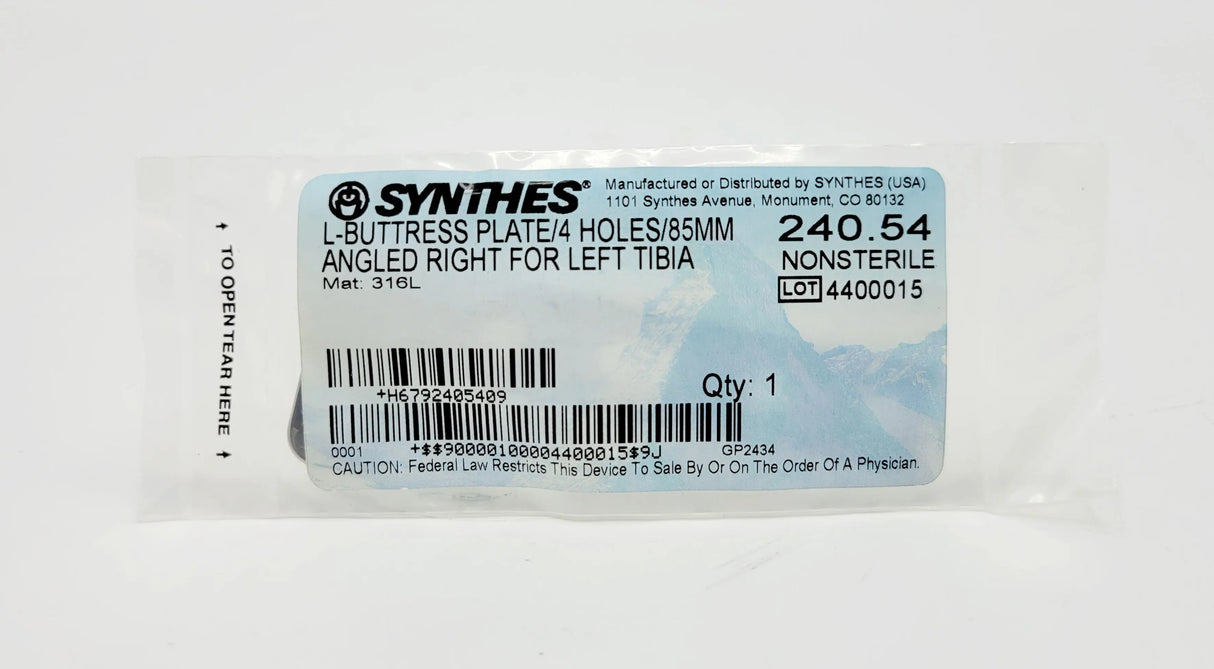 TO OPEN TEAR HERE
SYNTHES®
Manufactured or Distributed by SYNTHES (USA)
1101 Synthes Avenue, Monument, CO 80132
L-BUTTRESS PLATE/4 HOLES/85MM
240.54
ANGLED RIGHT FOR LEFT TIBIA
NONSTERILE
Mat: 316L
LOT 4400015
+H6792405409
Qty: 1
0001 +$$90000100004400015$9J GP2434
CAUTION: Federal Law Restricts This Device To Sale By Or On The Order Of A Physician.